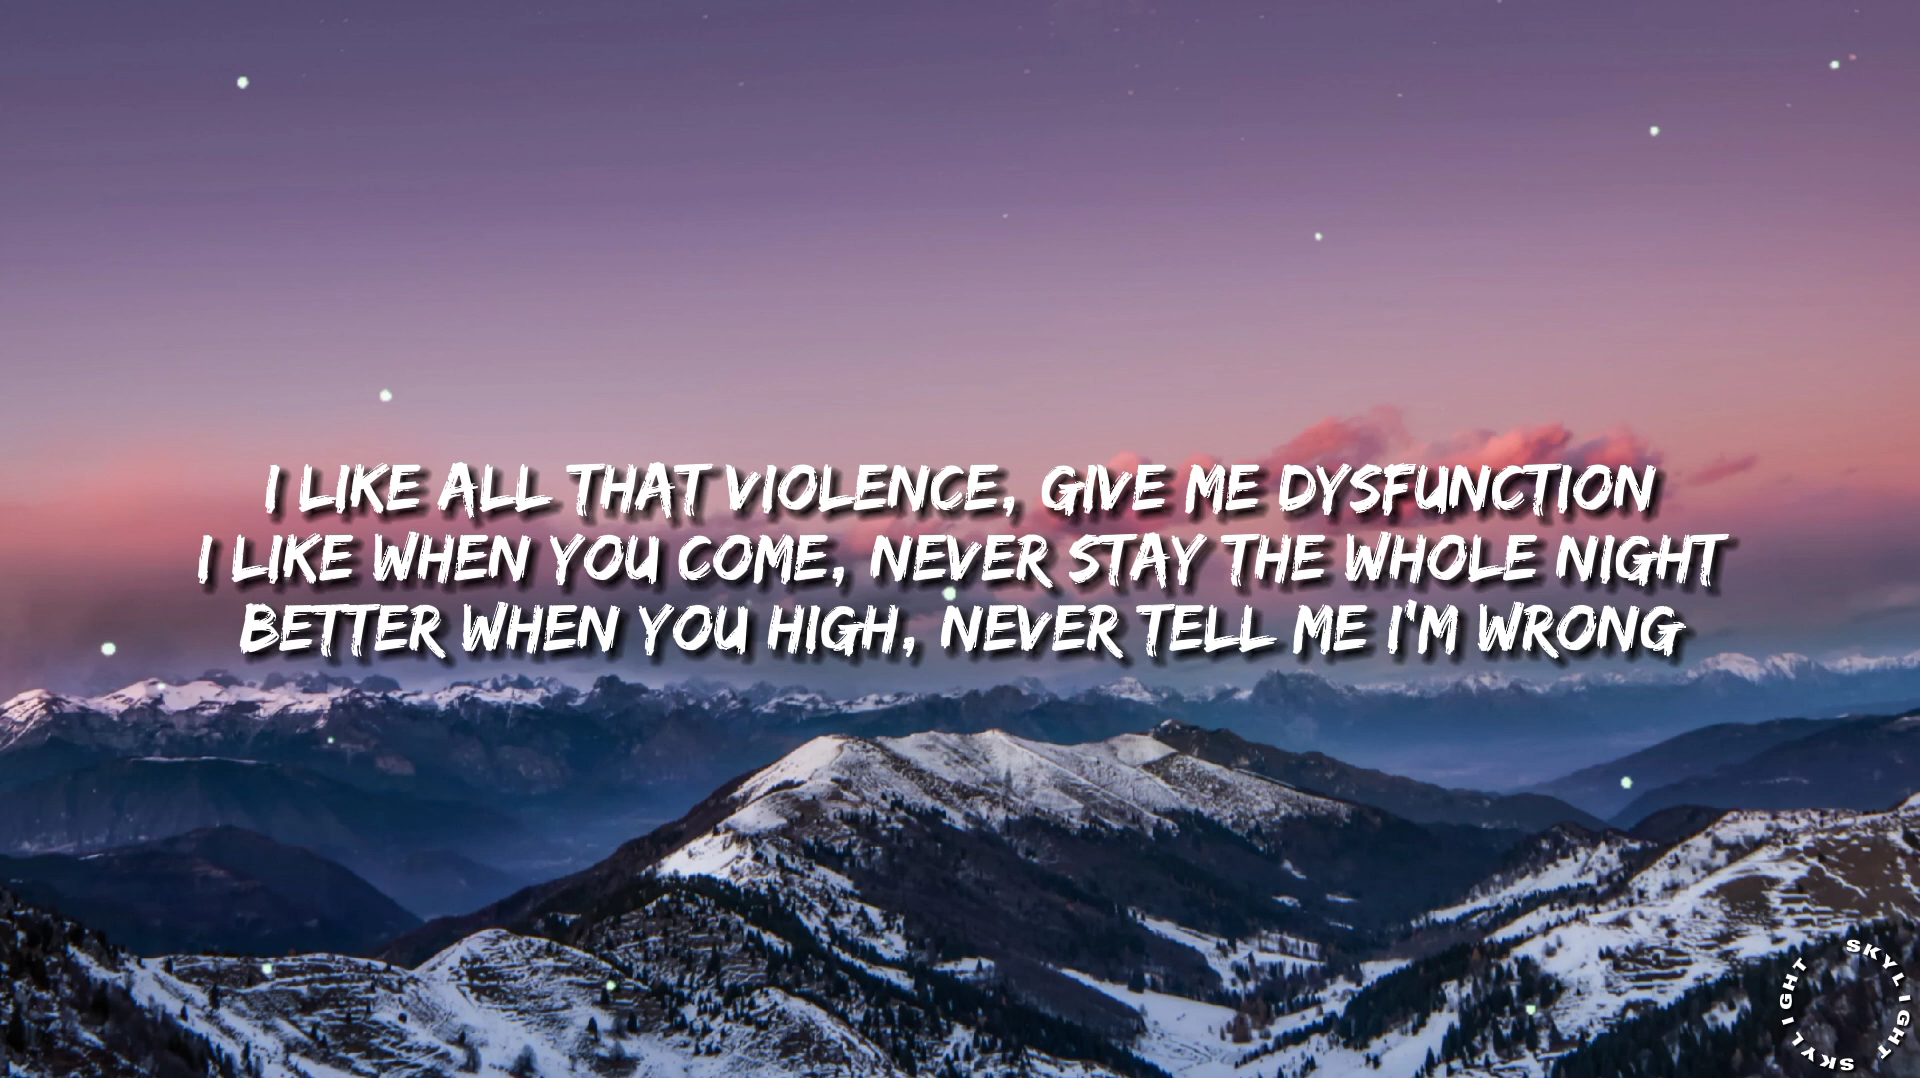 I LIKE ALL THAT VIOLENCE, GIVE ME DYSFUNCTION
I LIKE WHEN YOU COME, NEVER STAY THE WHOLE NIGHT
BETTER WHEN YOU HIGH, NEVER TELL ME I'M WRONG
SKYLIGHT SKYLIGHT